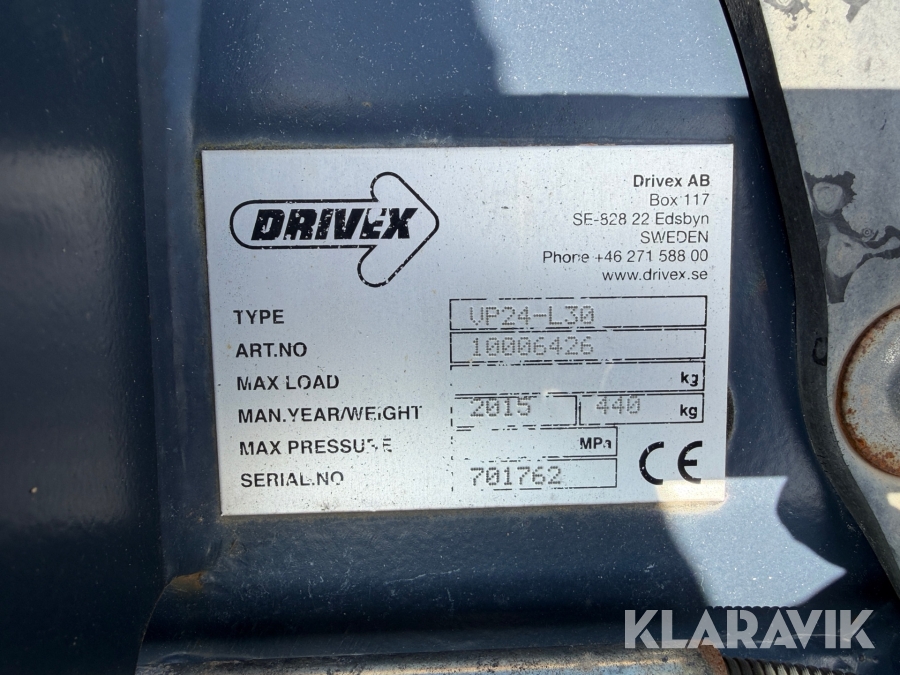 DRIVEX
Drivex AB
Box 117
SE-828 22 Edsbyn
SWEDEN
Phone +46 271 588 00
www.drivex.se
TYPE VP24-L30
ART.NO 10006426
MAX LOAD kg
MAN.YEAR/WEIGHT 2015 440 kg
MAX PRESSURE MPa
SERIAL.NO 701762
CE
KLARAVIK